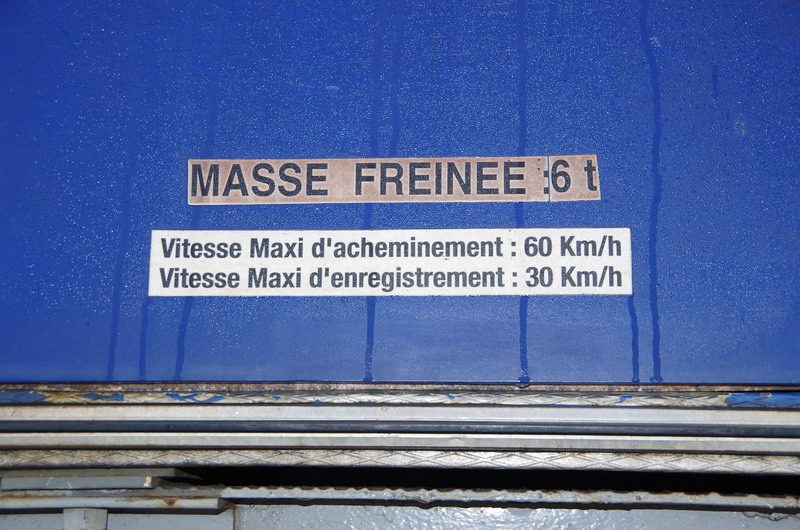 MASSE FREINEE :6 t
Vitesse Maxi d'acheminement : 60 Km/h
Vitesse Maxi d'enregistrement : 30 Km/h